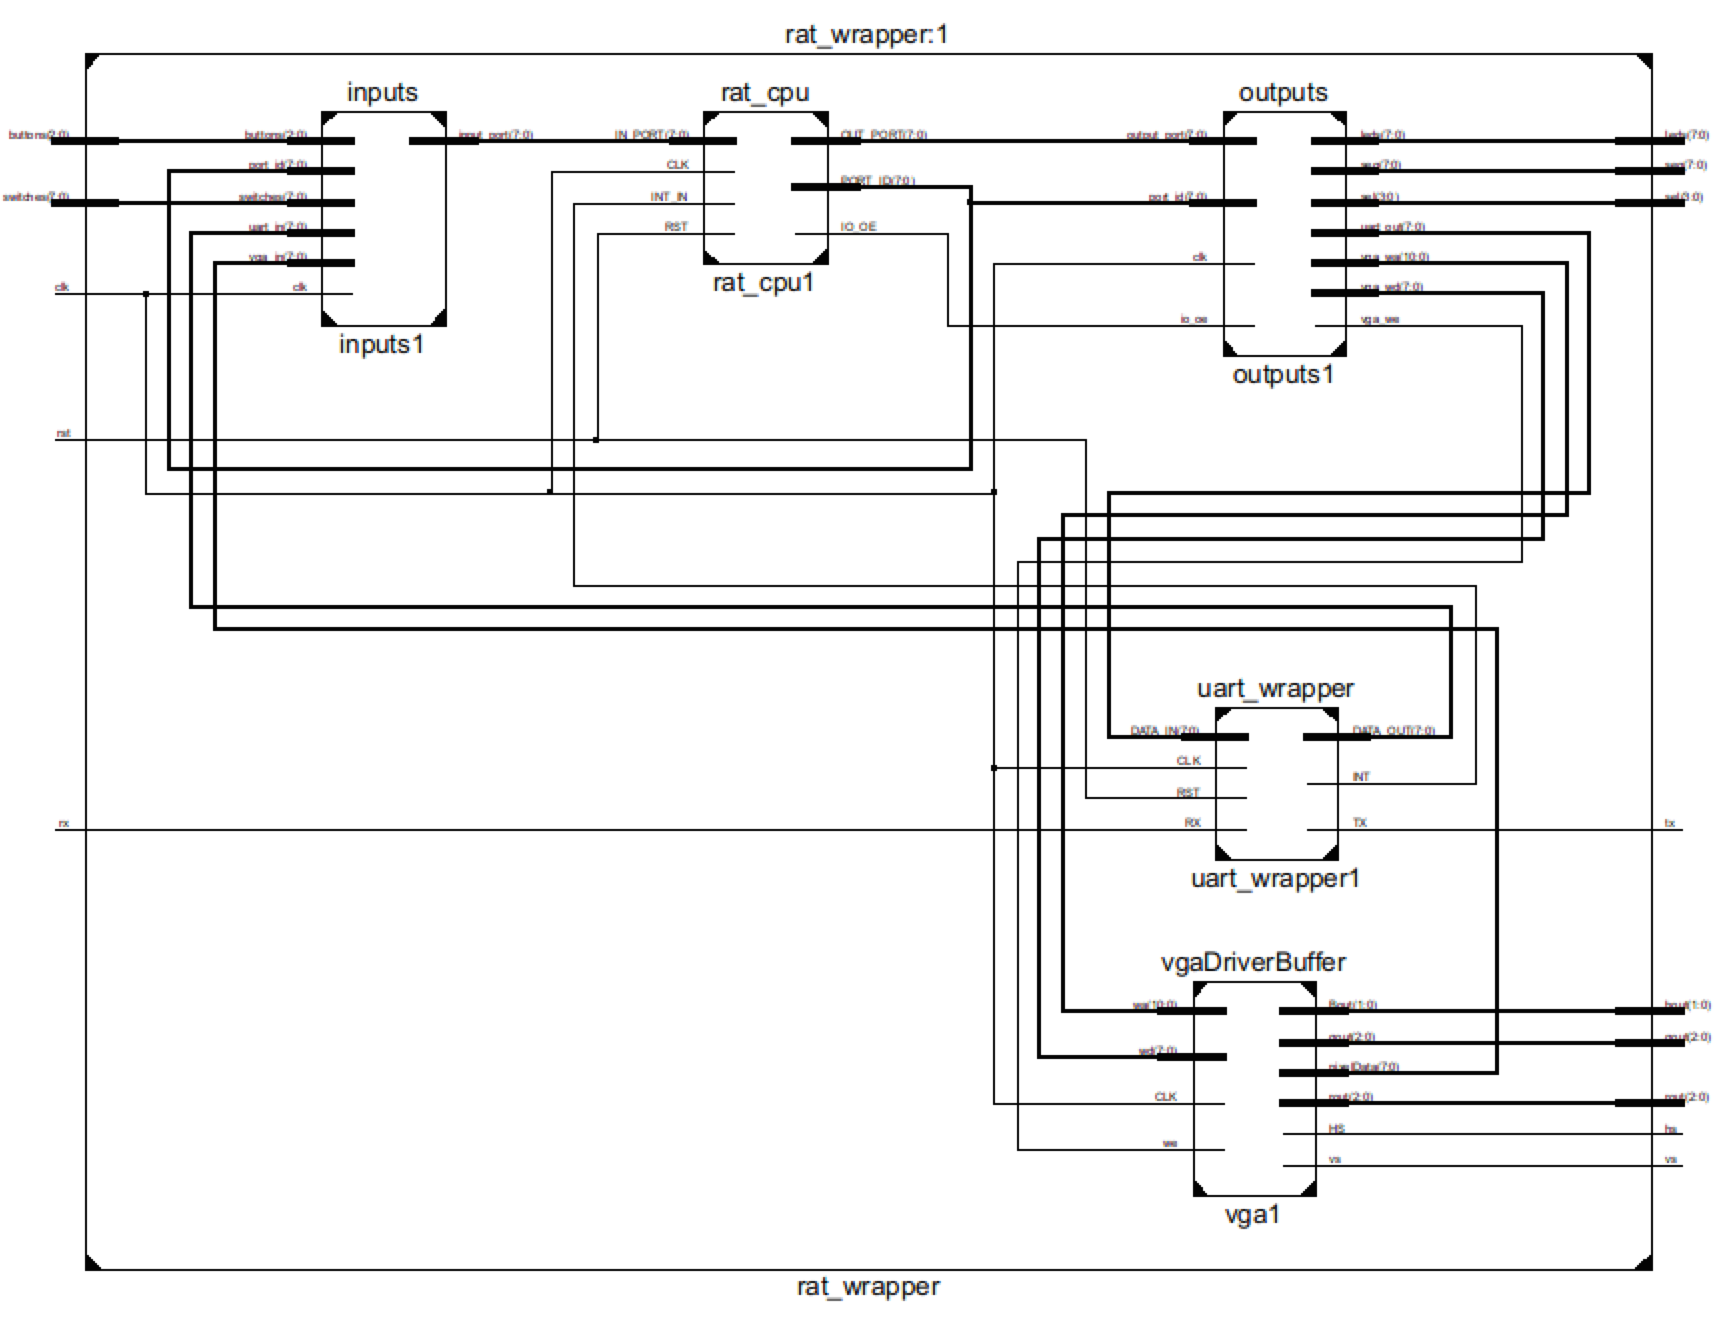 rat_wrapper:1
inputs
rat_cpu
outputs
buttons(2:0)
buttons(2:0)
input_port(7:0)
IN_PORT(7:0)
OUT_PORT(7:0)
output_port(7:0)
leds(7:0)
leds(7:0)
port_id(7:0)
CLK
PORT_ID(7:0)
seg(7:0)
seg(7:0)
switches(7:0)
switches(7:0)
INT_IN
port_id(7:0)
sel(3:0)
sel(3:0)
uart_in(7:0)
RST
IO_OE
uart_out(7:0)
vga_in(7:0)
clk
vga_wa(10:0)
clk
clk
vga_wd(7:0)
rat_cpu1
io_oe
vga_we
inputs1
outputs1
rst
uart_wrapper
DATA_IN(7:0)
DATA_OUT(7:0)
CLK
INT
RST
rx
RX
TX
tx
uart_wrapper1
vgaDriverBuffer
wa(10:0)
Bout(1:0)
bout(1:0)
gout(2:0)
gout(2:0)
wd(7:0)
pixelData(7:0)
CLK
rout(2:0)
rout(2:0)
HS
hs
we
vs
vs
vga1
rat_wrapper